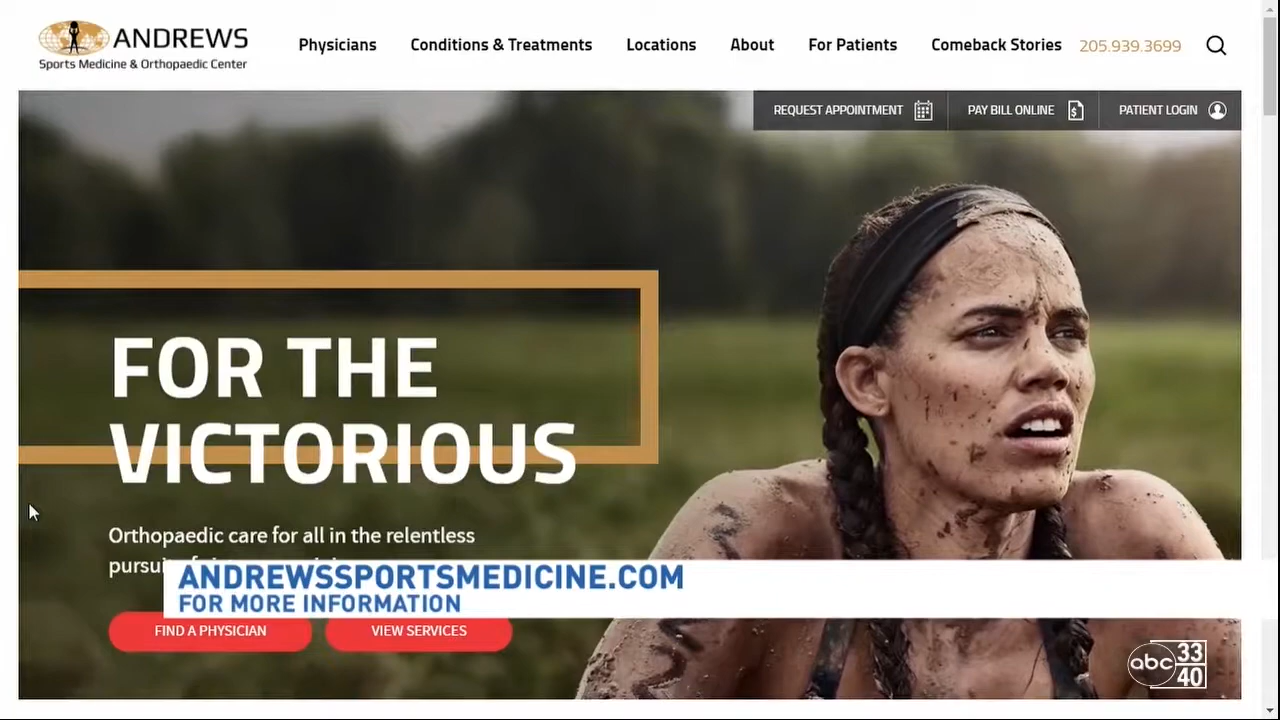 ANDREWS
Sports Medicine & Orthopaedic Center
Physicians
Conditions & Treatments
Locations
About
For Patients
Comeback Stories
205.939.3699
REQUEST APPOINTMENT
PAY BILL ONLINE
PATIENT LOGIN
FOR THE
VICTORIOUS
Orthopaedic care for all in the relentless
ANDREWSSPORTSMEDICINE.COM
FOR MORE INFORMATION
FIND A PHYSICIAN
VIEW SERVICES
abc 33
40